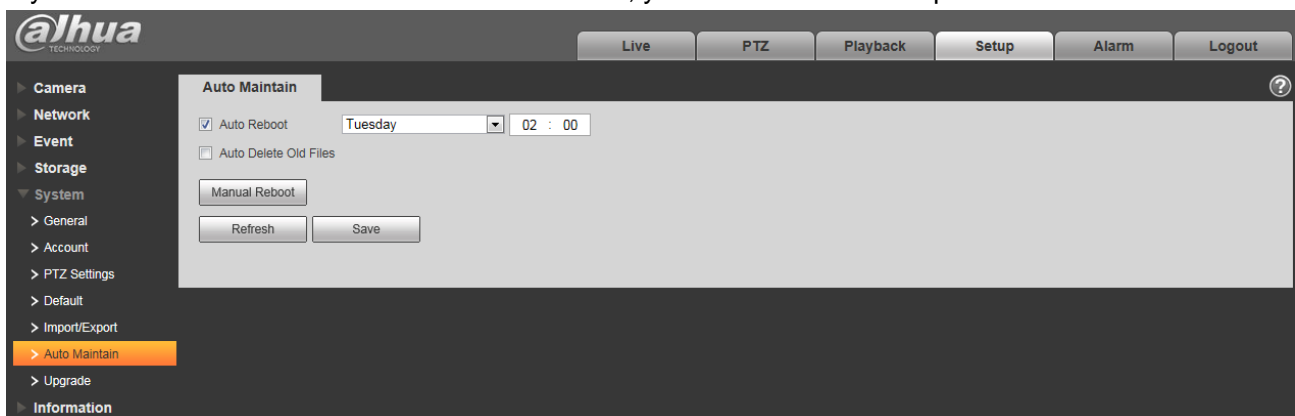 alhua
TECHNOLOGY
Live PTZ Playback Setup Alarm Logout
Camera
Network
Event
Storage
System
> General
> Account
> PTZ Settings
> Default
> Import/Export
> Auto Maintain
> Upgrade
Information
Auto Maintain
?
Auto Reboot Tuesday 02 : 00
Auto Delete Old Files
Manual Reboot
Refresh Save